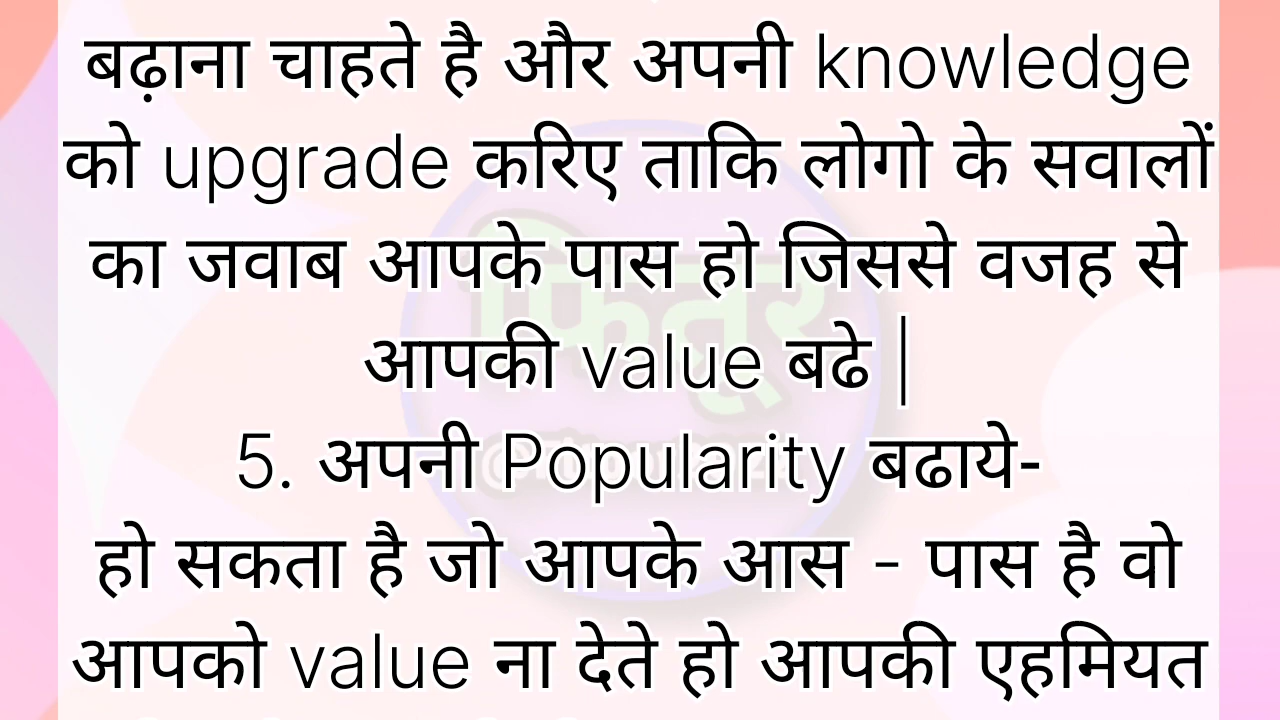 बढ़ाना चाहते है और अपनी knowledge
को upgrade करिए ताकि लोगो के सवालों
का जवाब आपके पास हो जिससे वजह से
आपकी value बढे |
5. अपनी Popularity बढाये-
हो सकता है जो आपके आस - पास है वो
आपको value ना देते हो आपकी एहमियत
फितूर